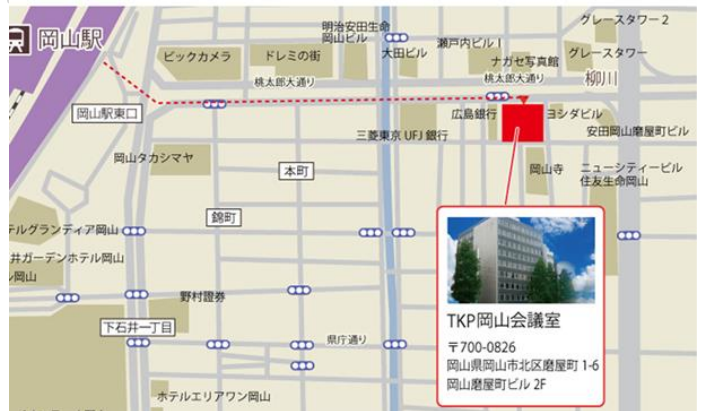 岡山駅
明治安田生命
岡山ビル
瀬戸内ビルⅠ
グレースタワー2
ビックカメラ
ドレミの街
大田ビル
ナガセ写真館
グレースタワー
桃太郎大通り
桃太郎大通り
柳川
岡山駅東口
広島銀行
ヨシダビル
三菱東京UFJ銀行
安田岡山磨屋町ビル
岡山タカシマヤ
本町
岡山寺
ニューシティービル
住友生命岡山
錦町
テルグランディア岡山
井ガーデンホテル岡山
岡山
野村證券
下石井一丁目
県庁通り
ホテルエリアワン岡山
TKP岡山会議室
〒700-0826
岡山県岡山市北区磨屋町 1-6
岡山磨屋町ビル 2F